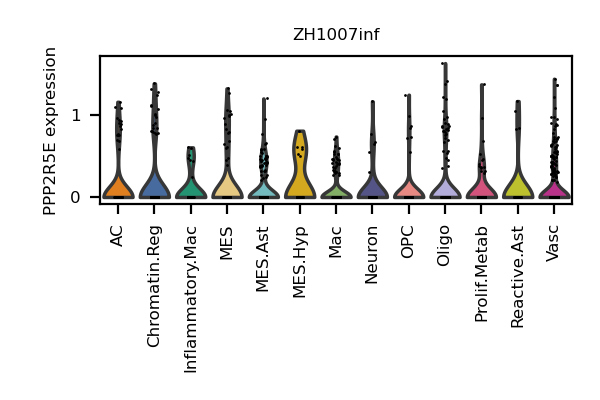 ZH1007inf
PPP2R5E expression
1
0
AC
Chromatin.Reg
Inflammatory.Mac
MES
MES.Ast
MES.Hyp
Mac
Neuron
OPC
Oligo
Prolif.Metab
Reactive.Ast
Vasc